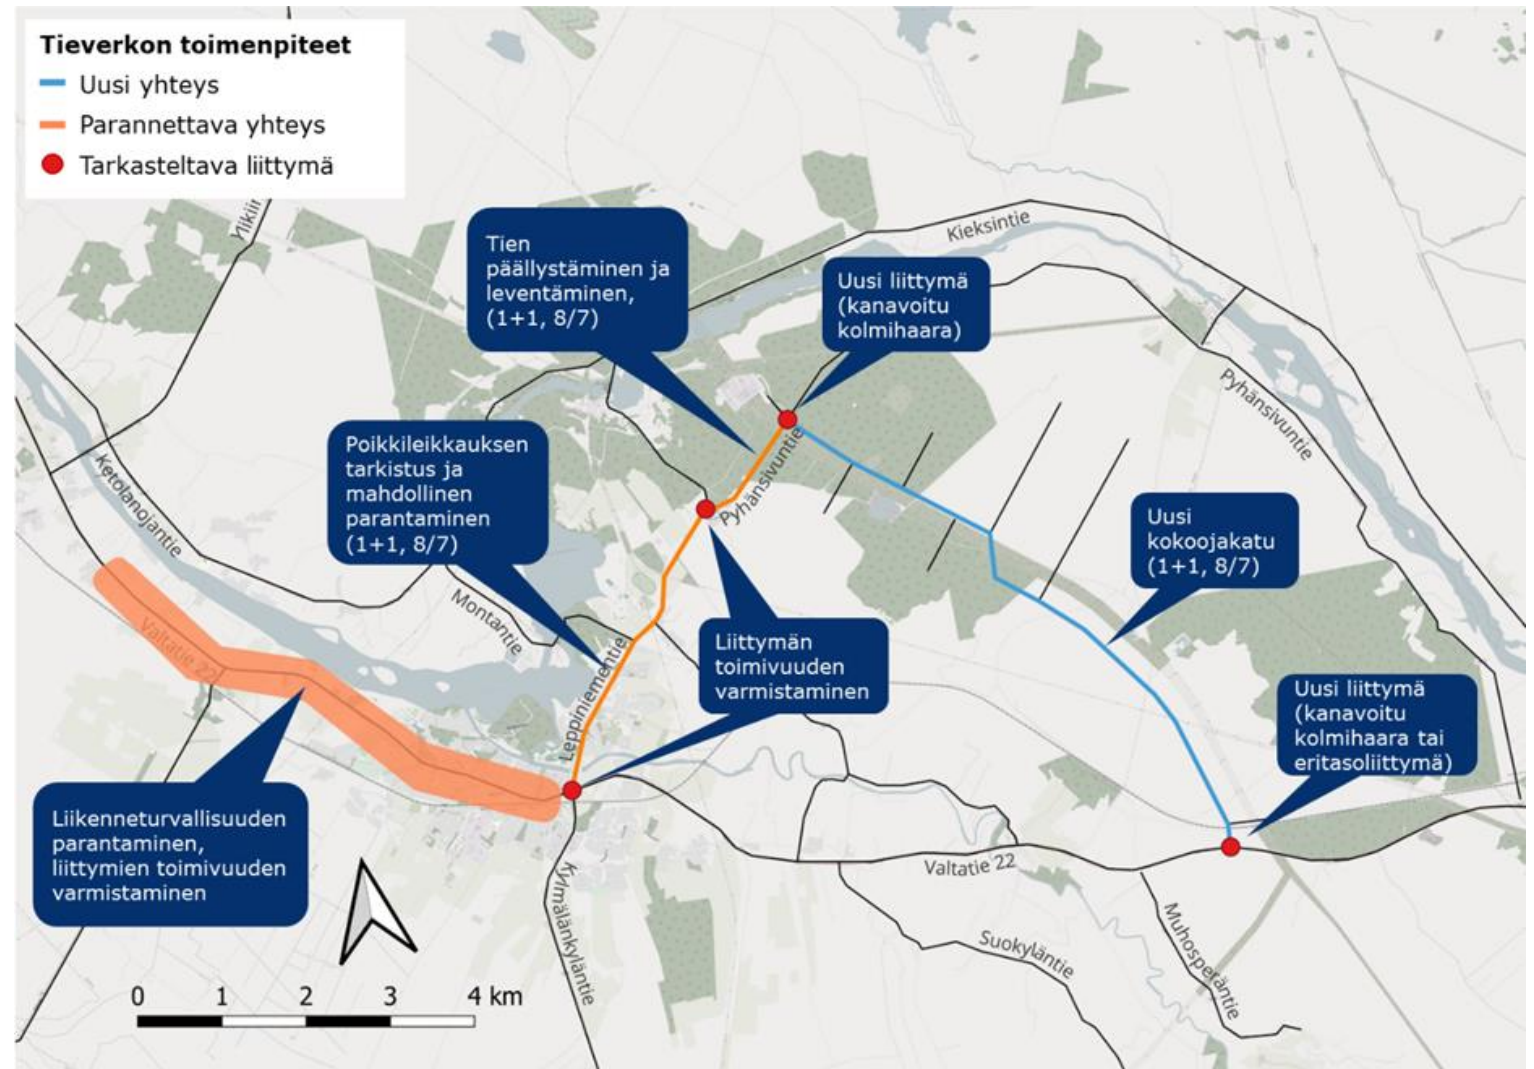 Tieverkon toimenpiteet
Uusi yhteys
Parannettava yhteys
Tarkasteltava liittymä
Kieksintie
Tien
päällystäminen ja
leventäminen,
(1+1, 8/7)
Uusi liittymä
(kanavoitu
kolmihaara)
Pyhänsivuntie
Poikkileikkauksen
tarkistus ja
mahdollinen
parantaminen
(1+1, 8/7)
Pyhänsivuntie
Ketolanojantie
Uusi
kokoojakatu
(1+1, 8/7)
Montantie
Valtatie 22
Leppiniementie
Liittymän
toimivuuden
varmistaminen
Uusi liittymä
(kanavoitu
kolmihaara tai
eritasoliittymä)
Liikenneturvallisuuden
parantaminen,
liittymien toimivuuden
varmistaminen
Valtatie 22
Kylmälänkyläntie
Suokyläntie
Muhosperäntie
0 1 2 3 4 km